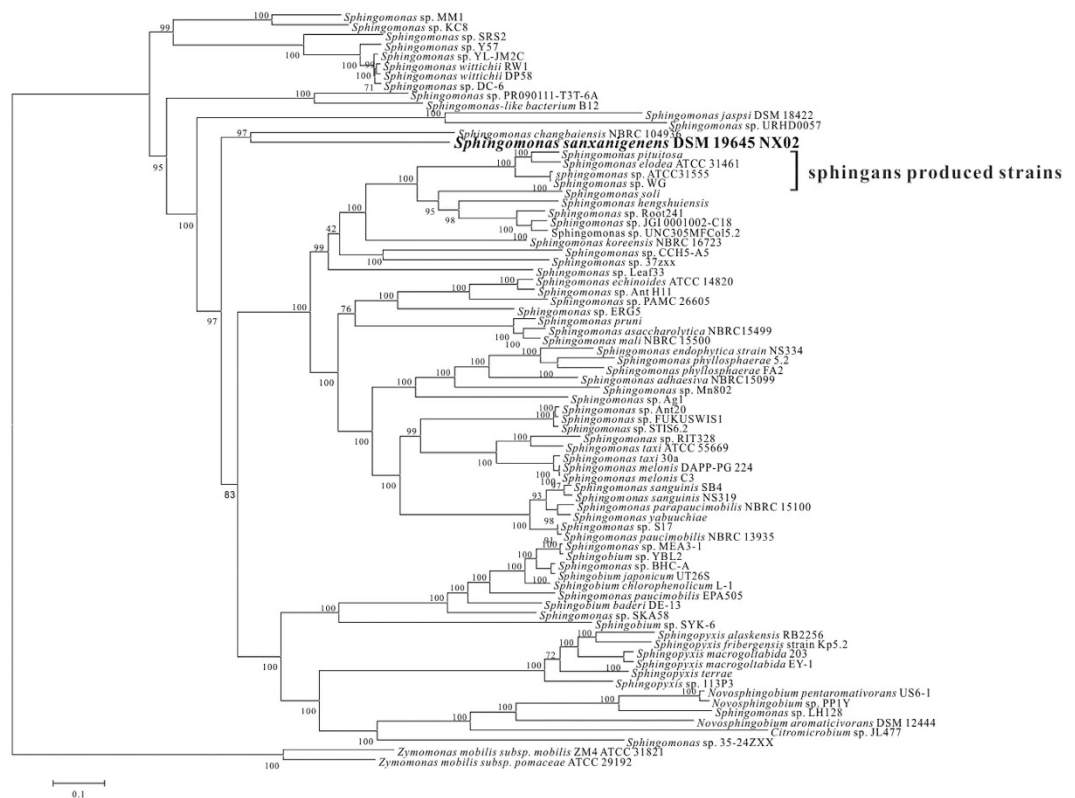 Sphingomonas sp. MM1
Sphingomonas sp. KC8
Sphingomonas sp. SRS2
Sphingomonas sp. Y57
Sphingomonas sp. YL-JM2C
Sphingomonas wittichii RW1
Sphingomonas wittichii DP58
Sphingomonas sp. DC-6
Sphingomonas sp. PR090111-T3T-6A
Sphingomonas-like bacterium B12
Sphingomonas jaspsi DSM 18422
Sphingomonas sp. URHD0057
Sphingomonas changbaiensis NBRC 104936
Sphingomonas sanxanigenens DSM 19645 NX02
Sphingomonas pituitosa
Sphingomonas elodea ATCC 31461
sphingomonas sp. ATCC31555
Sphingomonas sp. WG
sphingans produced strains
Sphingomonas soli
Sphingomonas hengshuiensis
Sphingomonas sp. Root241
Sphingomonas sp. JGI 0001002-C18
Sphingomonas sp. UNC305MFCol5.2
Sphingomonas koreensis NBRC 16723
Sphingomonas sp. CCH5-A5
Sphingomonas sp. 37zxx
Sphingomonas sp. Leaf33
Sphingomonas echinoides ATCC 14820
Sphingomonas sp. Ant H11
Sphingomonas sp. PAMC 26605
Sphingomonas sp. ERG5
Sphingomonas pruni
Sphingomonas asaccharolytica NBRC15499
Sphingomonas mali NBRC 15500
Sphingomonas endophytica strain NS334
Sphingomonas phyllosphaerae 5.2
Sphingomonas phyllosphaerae FA2
Sphingomonas adhaesiva NBRC15099
Sphingomonas sp. Mn802
Sphingomonas sp. Ag1
Sphingomonas sp. Ant20
Sphingomonas sp. FUKUSWIS1
Sphingomonas sp. STIS6.2
Sphingomonas sp. RIT328
Sphingomonas taxi ATCC 55669
Sphingomonas taxi 30a
Sphingomonas melonis DAPP-PG 224
Sphingomonas melonis C3
Sphingomonas sanguinis SB4
Sphingomonas sanguinis NS319
Sphingomonas parapaucimobilis NBRC 15100
Sphingomonas yabuuchiae
Sphingomonas sp. S17
Sphingomonas paucimobilis NBRC 13935
Sphingomonas sp. MEA3-1
Sphingobium sp. YBL2
Sphingomonas sp. BHC-A
Sphingobium japonicum UT26S
Sphingobium chlorophenolicum L-1
Sphingomonas paucimobilis EPA505
Sphingobium baderi DE-13
Sphingomonas sp. SKA58
Sphingobium sp. SYK-6
Sphingopyxis alaskensis RB2256
Sphingopyxis fribergensis strain Kp5.2
Sphingopyxis macrogoltabida 203
Sphingopyxis macrogoltabida EY-1
Sphingopyxis terrae
Sphingopyxis sp. 113P3
Novosphingobium pentaromativorans US6-1
Novosphingobium sp. PP1Y
Sphingomonas sp. LH128
Novosphingobium aromaticivorans DSM 12444
Citromicrobium sp. JL477
Sphingomonas sp. 35-24ZXX
Zymomonas mobilis subsp. mobilis ZM4 ATCC 31821
Zymomonas mobilis subsp. pomaceae ATCC 29192
0.1